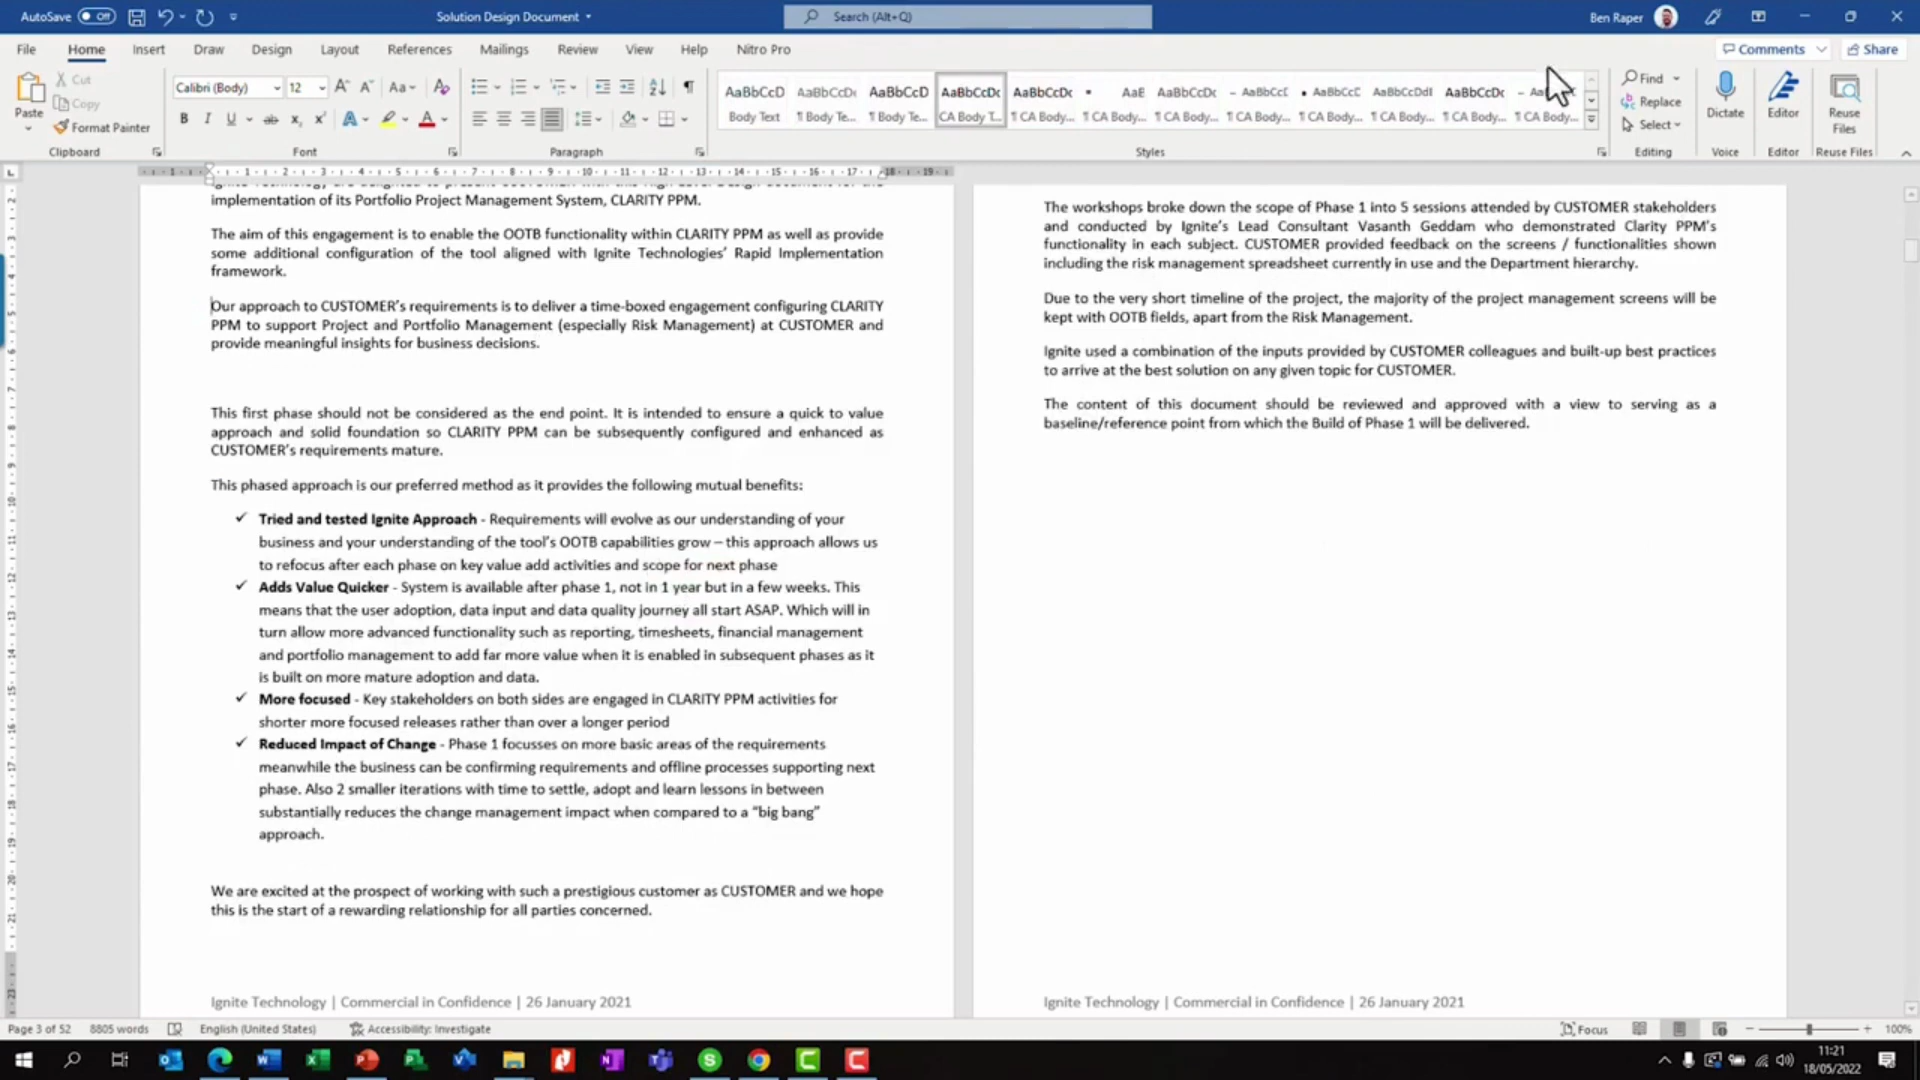 AutoSave Off Solution Design Document Search (Alt+Q) Ben Raper
File Home Insert Draw Design Layout References Mailings Review View Help Nitro Pro Comments Share
Paste Cut Copy Format Painter
Calibri (Body) 12
AaBbCcD AaBbCcD AaBbCcD AaBbCcDc AaBbCcDc AaB AaBbCcDc AaBbCcC AaBbCcC AaBbCcDdI AaBbCcDc
Body Text ¶ Body Te... ¶ Body Te... CA Body T... ¶ CA Body... ¶ CA Body... ¶ CA Body... ¶ CA Body... ¶ CA Body... ¶ CA Body... ¶ CA Body... ¶ CA Body...
Find Replace Select Dictate Editor Reuse Files
Clipboard Font Paragraph Styles Editing Voice Editor Reuse Files
implementation of its Portfolio Project Management System, CLARITY PPM.
The aim of this engagement is to enable the OOTB functionality within CLARITY PPM as well as provide
some additional configuration of the tool aligned with Ignite Technologies’ Rapid Implementation
framework.
Our approach to CUSTOMER’s requirements is to deliver a time-boxed engagement configuring CLARITY
PPM to support Project and Portfolio Management (especially Risk Management) at CUSTOMER and
provide meaningful insights for business decisions.
This first phase should not be considered as the end point. It is intended to ensure a quick to value
approach and solid foundation so CLARITY PPM can be subsequently configured and enhanced as
CUSTOMER’s requirements mature.
This phased approach is our preferred method as it provides the following mutual benefits:
✓ Tried and tested Ignite Approach - Requirements will evolve as our understanding of your
business and your understanding of the tool’s OOTB capabilities grow – this approach allows us
to refocus after each phase on key value add activities and scope for next phase
✓ Adds Value Quicker - System is available after phase 1, not in 1 year but in a few weeks. This
means that the user adoption, data input and data quality journey all start ASAP. Which will in
turn allow more advanced functionality such as reporting, timesheets, financial management
and portfolio management to add far more value when it is enabled in subsequent phases as it
is built on more mature adoption and data.
✓ More focused - Key stakeholders on both sides are engaged in CLARITY PPM activities for
shorter more focused releases rather than over a longer period
✓ Reduced Impact of Change - Phase 1 focusses on more basic areas of the requirements
meanwhile the business can be confirming requirements and offline processes supporting next
phase. Also 2 smaller iterations with time to settle, adopt and learn lessons in between
substantially reduces the change management impact when compared to a “big bang”
approach.
We are excited at the prospect of working with such a prestigious customer as CUSTOMER and we hope
this is the start of a rewarding relationship for all parties concerned.
Ignite Technology | Commercial in Confidence | 26 January 2021
The workshops broke down the scope of Phase 1 into 5 sessions attended by CUSTOMER stakeholders
and conducted by Ignite’s Lead Consultant Vasanth Geddam who demonstrated Clarity PPM’s
functionality in each subject. CUSTOMER provided feedback on the screens / functionalities shown
including the risk management spreadsheet currently in use and the Department hierarchy.
Due to the very short timeline of the project, the majority of the project management screens will be
kept with OOTB fields, apart from the Risk Management.
Ignite used a combination of the inputs provided by CUSTOMER colleagues and built-up best practices
to arrive at the best solution on any given topic for CUSTOMER.
The content of this document should be reviewed and approved with a view to serving as a
baseline/reference point from which the Build of Phase 1 will be delivered.
Ignite Technology | Commercial in Confidence | 26 January 2021
Page 3 of 52 8805 words English (United States) Accessibility: Investigate Focus 100%
11:21
18/05/2022